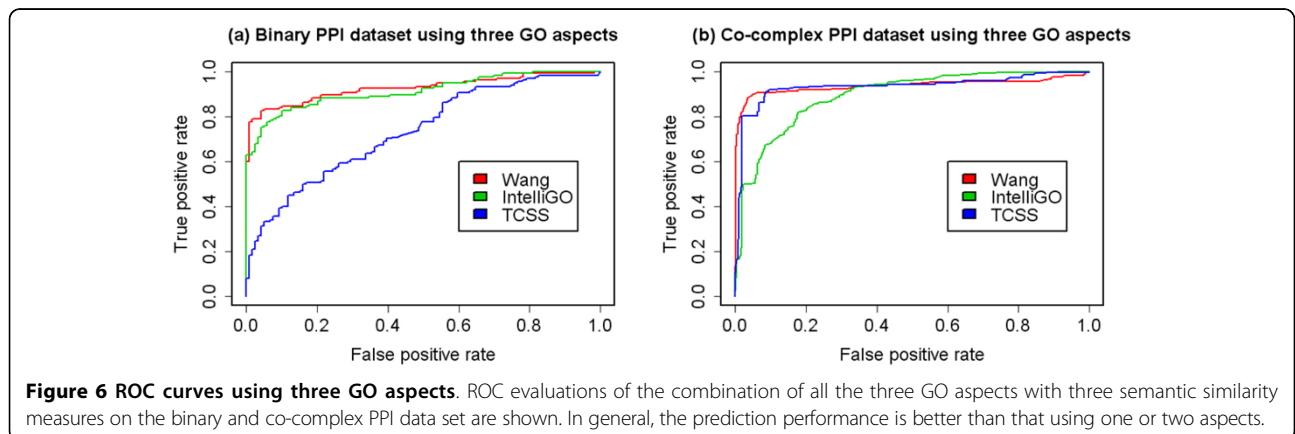 (a) Binary PPI dataset using three GO aspects
True positive rate
1.0
0.8
0.6
0.4
0.2
0.0
Wang
IntelliGO
TCSS
0.0 0.2 0.4 0.6 0.8 1.0
False positive rate
(b) Co-complex PPI dataset using three GO aspects
True positive rate
1.0
0.8
0.6
0.4
0.2
0.0
Wang
IntelliGO
TCSS
0.0 0.2 0.4 0.6 0.8 1.0
False positive rate
Figure 6 ROC curves using three GO aspects. ROC evaluations of the combination of all the three GO aspects with three semantic similarity
measures on the binary and co-complex PPI data set are shown. In general, the prediction performance is better than that using one or two aspects.